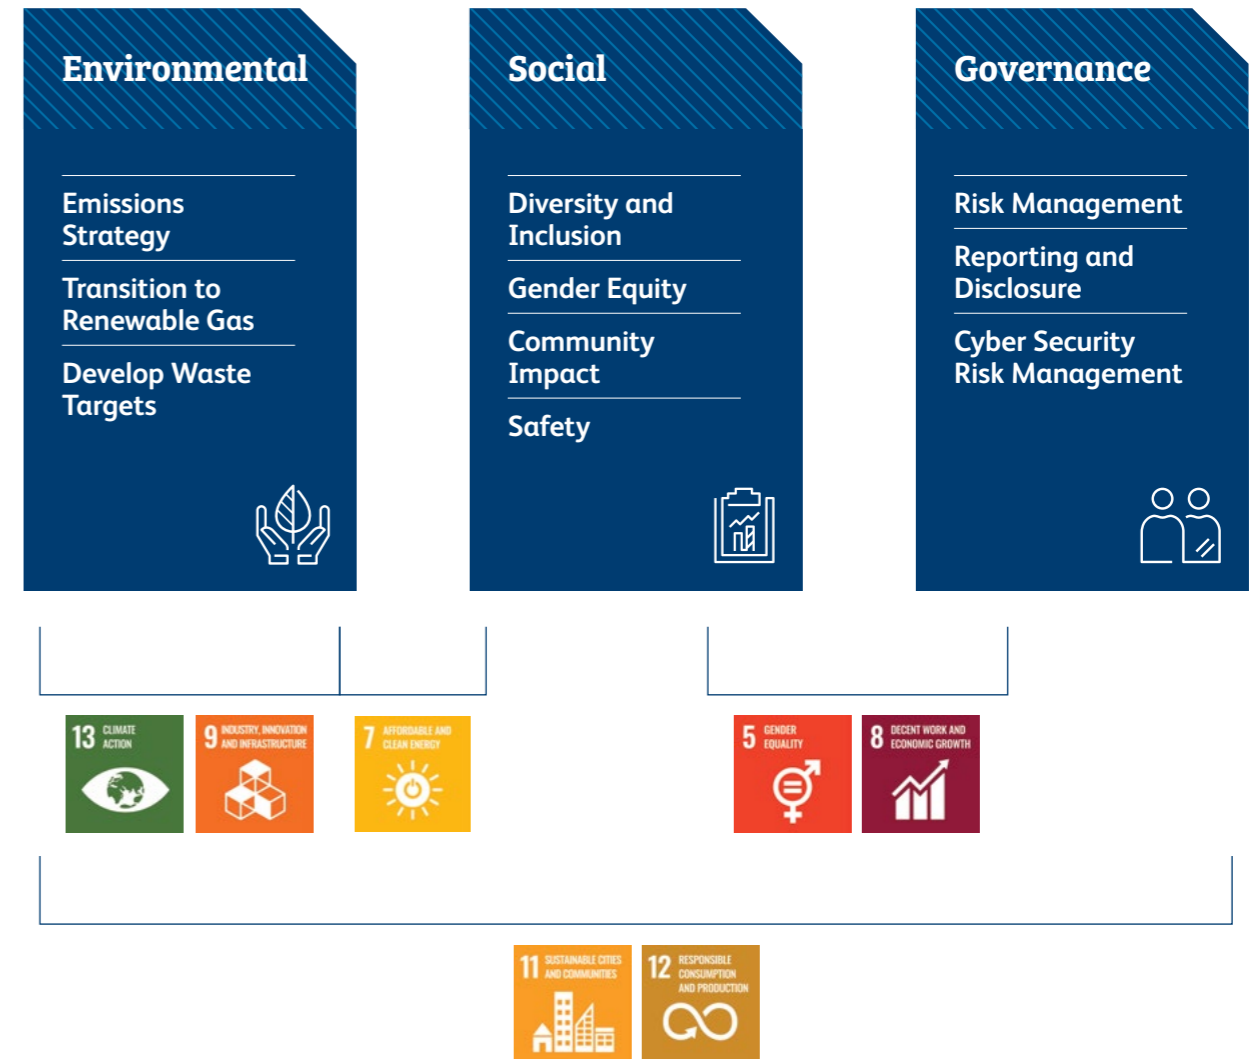 Environmental
Emissions
Strategy
Transition to
Renewable Gas
Develop Waste
Targets
Social
Diversity and
Inclusion
Gender Equity
Community
Impact
Safety
Governance
Risk Management
Reporting and
Disclosure
Cyber Security
Risk Management
13 CLIMATE
ACTION
9 INDUSTRY, INNOVATION
AND INFRASTRUCTURE
7 AFFORDABLE AND
CLEAN ENERGY
5 GENDER
EQUALITY
8 DECENT WORK AND
ECONOMIC GROWTH
11 SUSTAINABLE CITIES
AND COMMUNITIES
12 RESPONSIBLE
CONSUMPTION
AND PRODUCTION